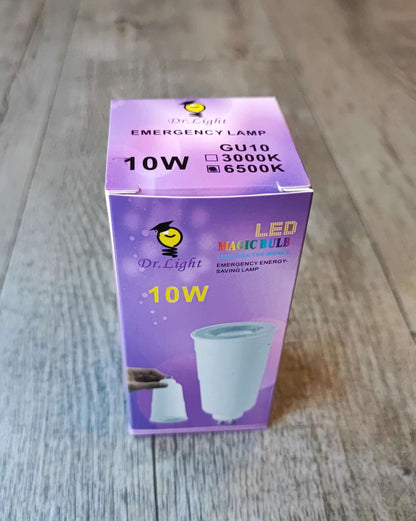 Dr.Light
EMERGENCY LAMP
10W
GU10
3000K
6500K
Dr.Light
LED
MAGIC BULB
EMERGENCY ENERGY-
SAVING LAMP
10W